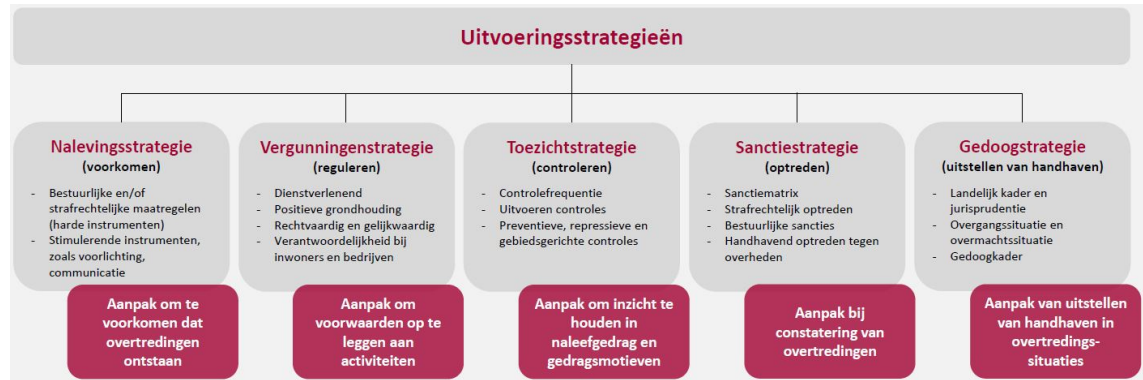 Uitvoeringsstrategieën
Nalevingsstrategie
(voorkomen)
- Bestuurlijke en/of
strafrechtelijke maatregelen
(harde instrumenten)
- Stimulerende instrumenten,
zoals voorlichting,
communicatie
Aanpak om te
voorkomen dat
overtredingen
ontstaan
Vergunningenstrategie
(reguleren)
- Dienstverlenend
- Positieve grondhouding
- Rechtvaardig en gelijkwaardig
- Verantwoordelijkheid bij
inwoners en bedrijven
Aanpak om
voorwaarden op te
leggen aan
activiteiten
Toezichtstrategie
(controleren)
- Controlefrequentie
- Uitvoeren controles
- Preventieve, repressieve en
gebiedsgerichte controles
Aanpak om inzicht te
houden in
naleefgedrag en
gedragsmotieven
Sanctiestrategie
(optreden)
- Sanctiematrix
- Strafrechtelijk optreden
- Bestuurlijke sancties
- Handhavend optreden tegen
overheden
Aanpak bij
constatering van
overtredingen
Gedoogstrategie
(uitstellen van handhaven)
- Landelijk kader en
jurisprudentie
- Overgangssituatie en
overmachtssituatie
- Gedoogkader
Aanpak van uitstellen
van handhaven in
overtredings-
situaties